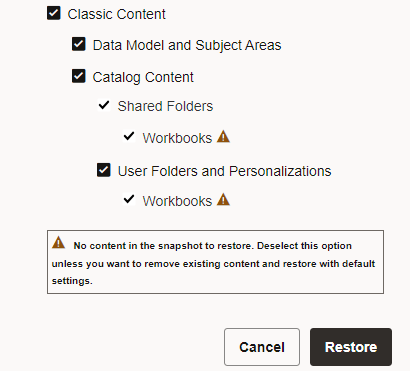 Classic Content
Data Model and Subject Areas
Catalog Content
Shared Folders
Workbooks
User Folders and Personalizations
Workbooks
No content in the snapshot to restore. Deselect this option
unless you want to remove existing content and restore with default
settings.
Cancel Restore